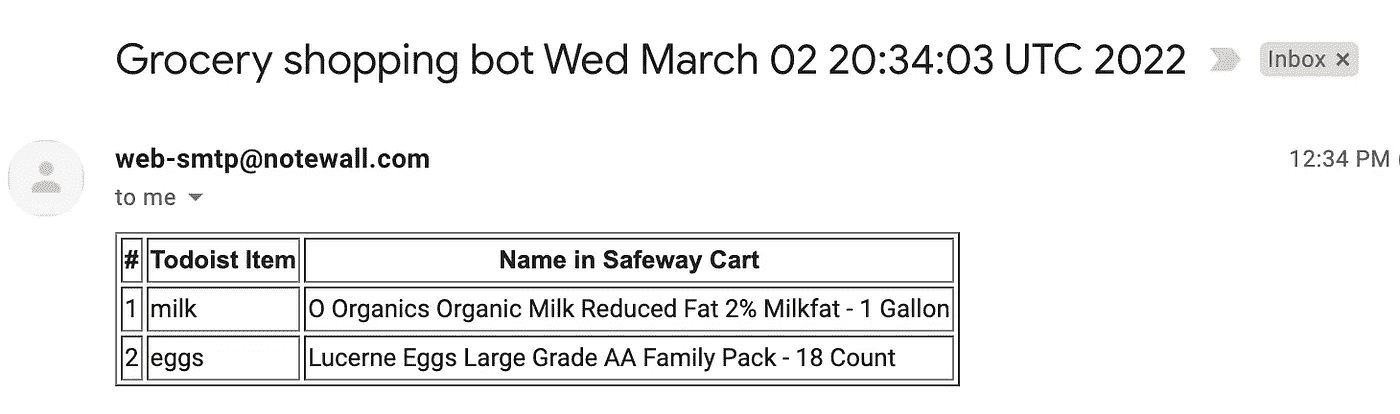 Grocery shopping bot Wed March 02 20:34:03 UTC 2022 Inbox ×
web-smtp@notewall.com 12:34 PM
to me
# Todoist Item Name in Safeway Cart
1 milk O Organics Organic Milk Reduced Fat 2% Milkfat - 1 Gallon
2 eggs Lucerne Eggs Large Grade AA Family Pack - 18 Count